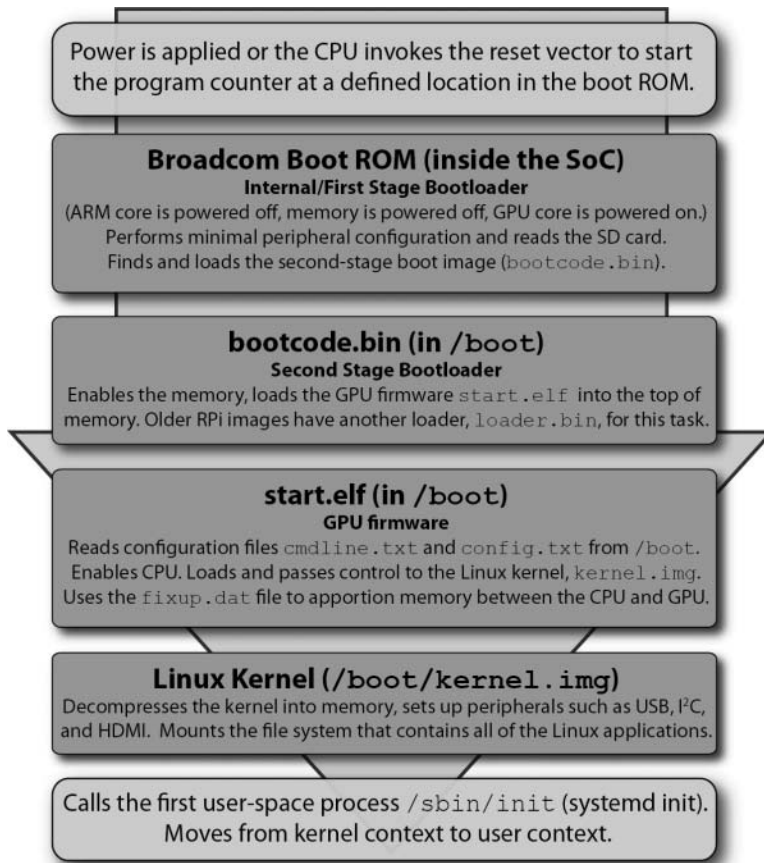 Power is applied or the CPU invokes the reset vector to start
the program counter at a defined location in the boot ROM.
Broadcom Boot ROM (inside the SoC)
Internal/First Stage Bootloader
(ARM core is powered off, memory is powered off, GPU core is powered on.)
Performs minimal peripheral configuration and reads the SD card.
Finds and loads the second-stage boot image (bootcode.bin).
bootcode.bin (in /boot)
Second Stage Bootloader
Enables the memory, loads the GPU firmware start.elf into the top of
memory. Older RPi images have another loader, loader.bin, for this task.
start.elf (in /boot)
GPU firmware
Reads configuration files cmdline.txt and config.txt from /boot.
Enables CPU. Loads and passes control to the Linux kernel, kernel.img.
Uses the fixup.dat file to apportion memory between the CPU and GPU.
Linux Kernel (/boot/kernel.img)
Decompresses the kernel into memory, sets up peripherals such as USB, I²C,
and HDMI. Mounts the file system that contains all of the Linux applications.
Calls the first user-space process /sbin/init (systemd init).
Moves from kernel context to user context.